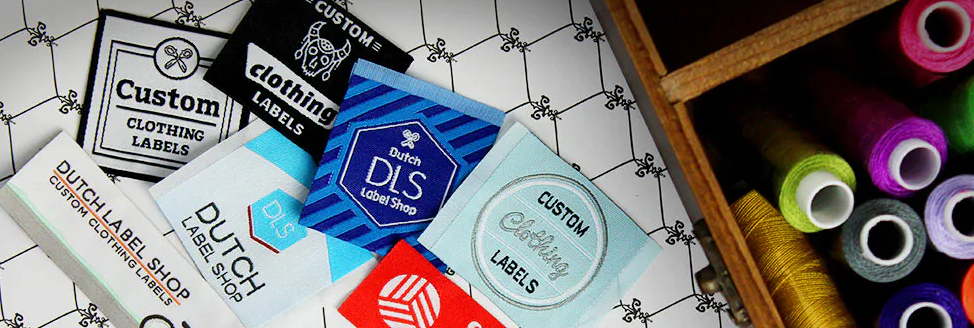 Custom
CLOTHING
LABELS
CUSTOM
clothing
LABELS
Dutch
DLS
Label Shop
DUTCH LABEL SHOP
CUSTOM CLOTHING LABELS
DLS
DUTCH
LABEL SHOP
CUSTOM
Clothing
LABELS